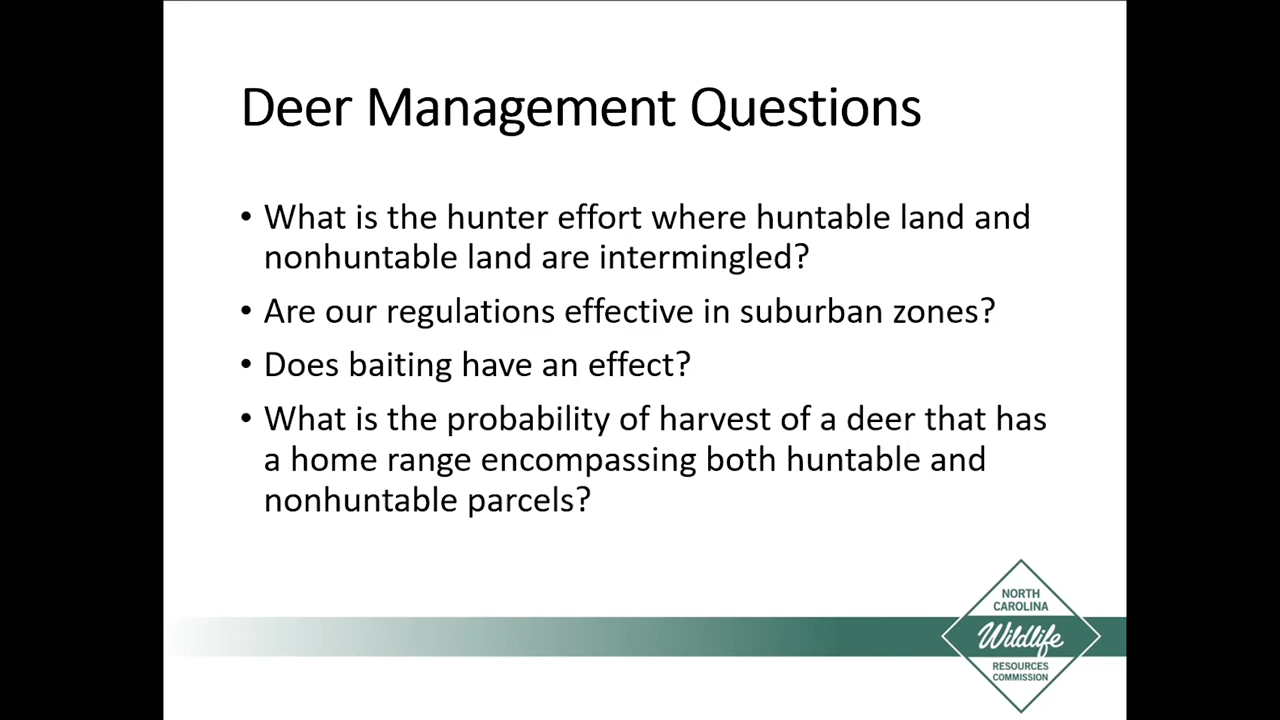 Deer Management Questions
• What is the hunter effort where huntable land and
nonhuntable land are intermingled?
• Are our regulations effective in suburban zones?
• Does baiting have an effect?
• What is the probability of harvest of a deer that has
a home range encompassing both huntable and
nonhuntable parcels?
NORTH
CAROLINA
Wildlife
RESOURCES
COMMISSION